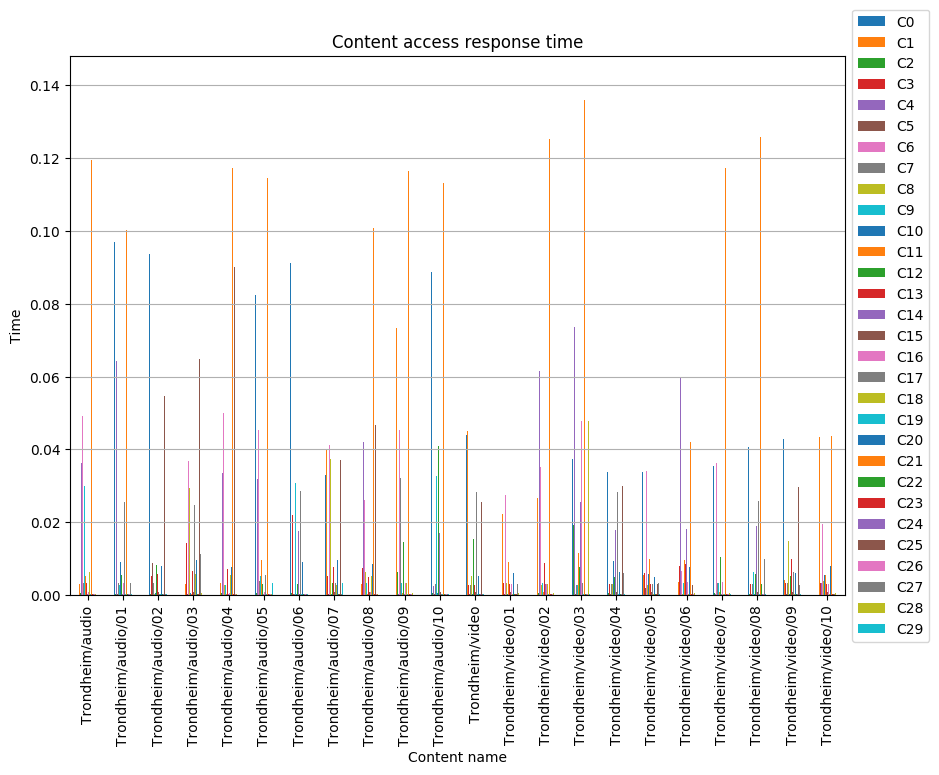 Content access response time
Time
0.14
0.12
0.10
0.08
0.06
0.04
0.02
0.00
Trondheim/audio
Trondheim/audio/01
Trondheim/audio/02
Trondheim/audio/03
Trondheim/audio/04
Trondheim/audio/05
Trondheim/audio/06
Trondheim/audio/07
Trondheim/audio/08
Trondheim/audio/09
Trondheim/audio/10
Trondheim/video
Trondheim/video/01
Trondheim/video/02
Trondheim/video/03
Trondheim/video/04
Trondheim/video/05
Trondheim/video/06
Trondheim/video/07
Trondheim/video/08
Trondheim/video/09
Trondheim/video/10
Content name
C0
C1
C2
C3
C4
C5
C6
C7
C8
C9
C10
C11
C12
C13
C14
C15
C16
C17
C18
C19
C20
C21
C22
C23
C24
C25
C26
C27
C28
C29